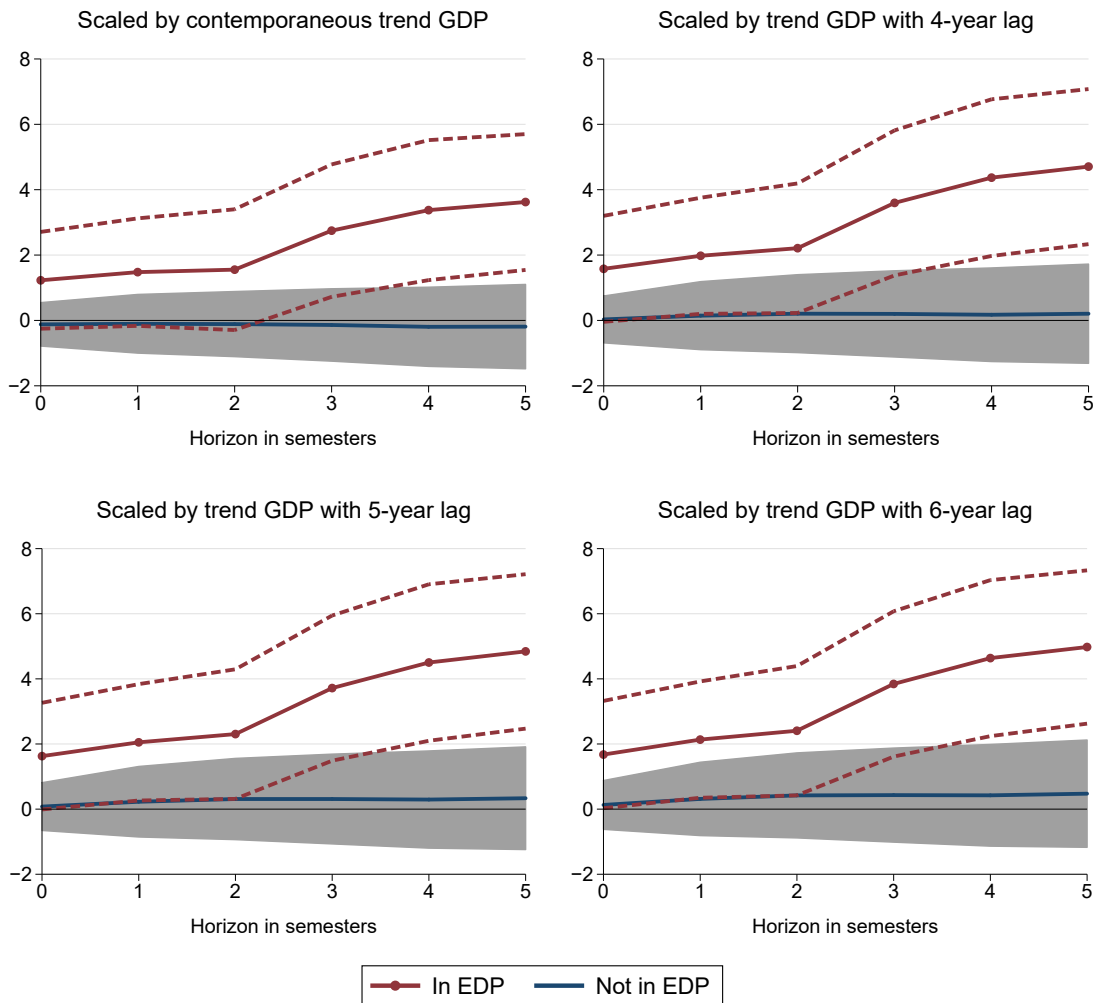 Scaled by contemporaneous trend GDP
8
6
4
2
0
−2
0 1 2 3 4 5
Horizon in semesters
Scaled by trend GDP with 4-year lag
8
6
4
2
0
−2
0 1 2 3 4 5
Horizon in semesters
Scaled by trend GDP with 5-year lag
8
6
4
2
0
−2
0 1 2 3 4 5
Horizon in semesters
Scaled by trend GDP with 6-year lag
8
6
4
2
0
−2
0 1 2 3 4 5
Horizon in semesters
In EDP Not in EDP